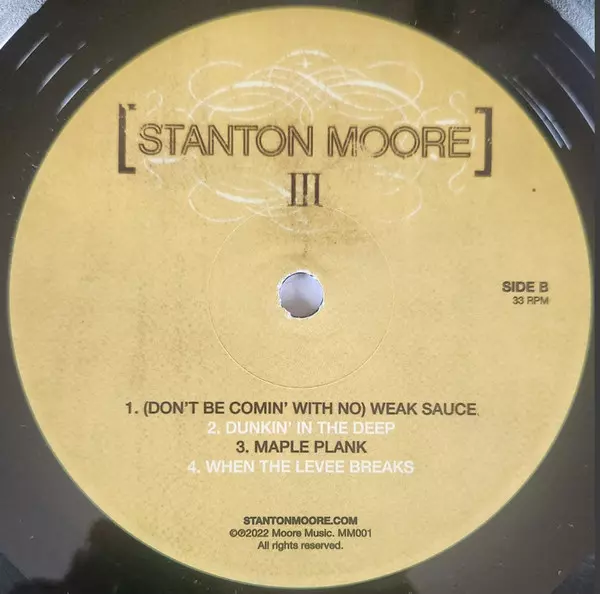 [STANTON MOORE]
III
SIDE B
33 RPM
1. (DON'T BE COMIN' WITH NO) WEAK SAUCE
2. DUNKIN' IN THE DEEP
3. MAPLE PLANK
4. WHEN THE LEVEE BREAKS
STANTONMOORE.COM
©℗2022 Moore Music. MM001
All rights reserved.